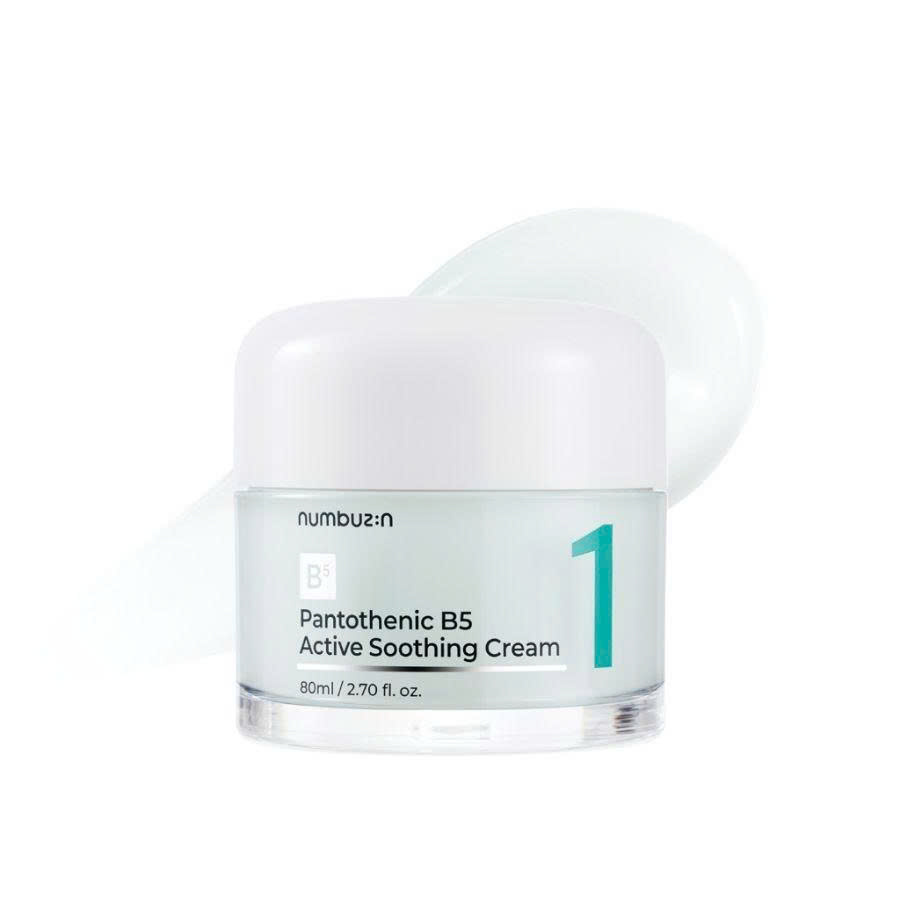 numbuz:n
B5
Pantothenic B5
Active Soothing Cream
80ml / 2.70 fl. oz.
1